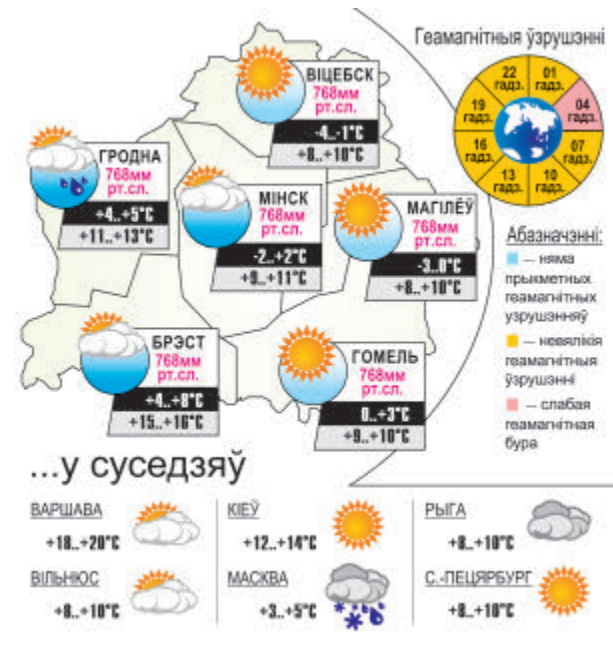 Геамагнітныя ўзрушэнні
22 гадз.
01 гадз.
04 гадз.
07 гадз.
10 гадз.
13 гадз.
16 гадз.
19 гадз.
ВІЦЕБСК
768мм
рт.сл.
-4..-1°C
+8..+10°C
ГРОДНА
768мм
рт.сл.
+4..+5°C
+11..+13°C
МІНСК
768мм
рт.сл.
-2..+2°C
+9..+11°C
МАГІЛЁЎ
768мм
рт.сл.
-3..0°C
+8..+10°C
БРЭСТ
768мм
рт.сл.
+4..+8°C
+15..+16°C
ГОМЕЛЬ
768мм
рт.сл.
0..+3°C
+9..+10°C
Абазначэнні:
— няма
прыкметных
геамагнітных
узрушэнняў
— невялікія
геамагнітныя
ўзрушэнні
— слабая
геамагнітная
бура
...у суседзяў
ВАРШАВА
+18..+20°C
КІЕЎ
+12..+14°C
РЫГА
+8..+10°C
ВІЛЬНЮС
+8..+10°C
МАСКВА
+3..+5°C
С.-ПЕЦЯРБУРГ
+8..+10°C